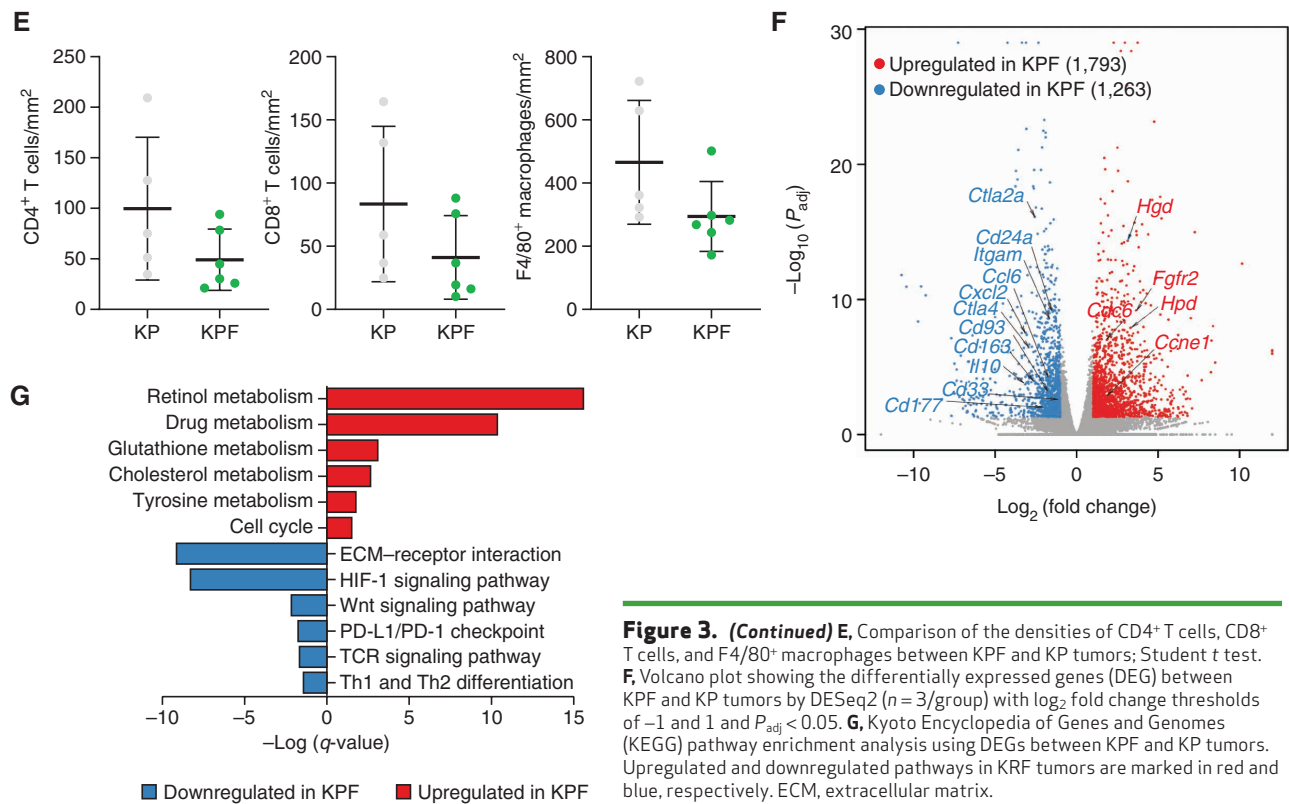 E
CD4⁺ T cells/mm²
250
200
150
100
50
0
KP
KPF
CD8⁺ T cells/mm²
200
150
100
50
0
KP
KPF
F4/80⁺ macrophages/mm²
800
600
400
200
0
KP
KPF
F
–Log₁₀ (P_adj)
30
20
10
0
Upregulated in KPF (1,793)
Downregulated in KPF (1,263)
Ctla2a
Cd24a
Itgam
Ccl6
Cxcl2
Ctla4
Cd93
Cd163
Il10
Cd33
Cd177
Hgd
Fgfr2
Cdc6
Hpd
Ccne1
–10
–5
0
5
10
Log₂ (fold change)
G
Retinol metabolism
Drug metabolism
Glutathione metabolism
Cholesterol metabolism
Tyrosine metabolism
Cell cycle
ECM–receptor interaction
HIF-1 signaling pathway
Wnt signaling pathway
PD-L1/PD-1 checkpoint
TCR signaling pathway
Th1 and Th2 differentiation
–10
–5
0
5
10
15
–Log (q-value)
Downregulated in KPF
Upregulated in KPF
Figure 3. (Continued) E, Comparison of the densities of CD4⁺ T cells, CD8⁺
T cells, and F4/80⁺ macrophages between KPF and KP tumors; Student t test.
F, Volcano plot showing the differentially expressed genes (DEG) between
KPF and KP tumors by DESeq2 (n = 3/group) with log₂ fold change thresholds
of –1 and 1 and P_adj < 0.05. G, Kyoto Encyclopedia of Genes and Genomes
(KEGG) pathway enrichment analysis using DEGs between KPF and KP tumors.
Upregulated and downregulated pathways in KRF tumors are marked in red and
blue, respectively. ECM, extracellular matrix.